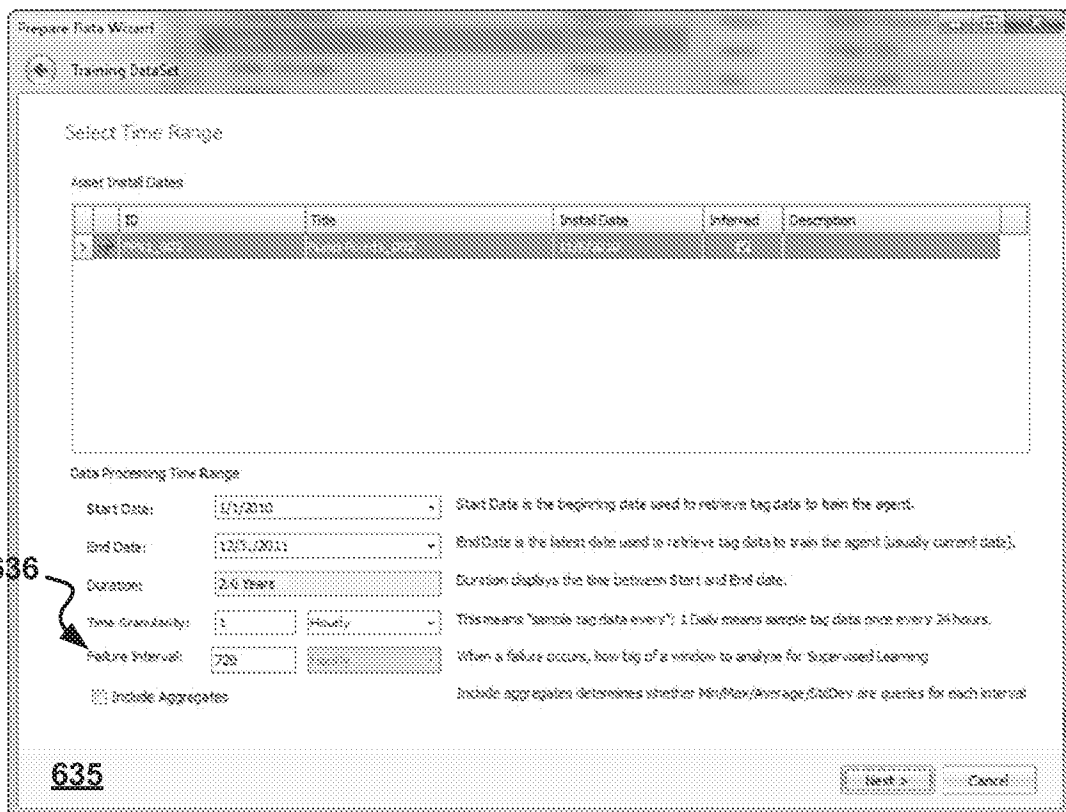 Prepare Data Wizard
Training DataSet
Select Time Range
Asset Install Dates
ID Title Install Date Inferred Description
Data Processing Time Range
Start Date: 1/1/2010 Start Date is the beginning date used to retrieve tag data to train the agent.
End Date: End Date is the latest date used to retrieve tag data to train the agent (usually current date).
Duration: Years Duration displays the time between Start and End date.
Time Granularity: 1 Hourly This means "sample tag data every": 1 Daily means sample tag data once every 24 hours.
Failure Interval: 720 Hourly When a failure occurs, how big of a window to analyze for Supervised Learning
Include Aggregates Include aggregates determines whether Min/Max/Average/StdDev are queries for each interval
635
Next > Cancel